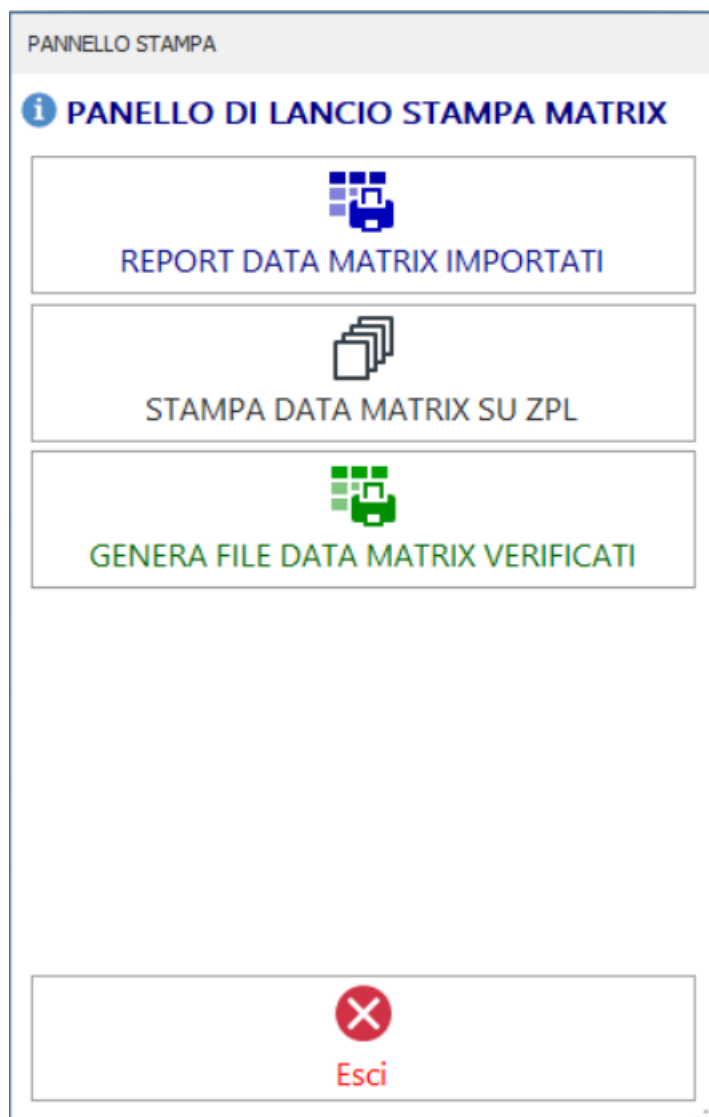 PANNELLO STAMPA
PANELLO DI LANCIO STAMPA MATRIX
REPORT DATA MATRIX IMPORTATI
STAMPA DATA MATRIX SU ZPL
GENERA FILE DATA MATRIX VERIFICATI
Esci